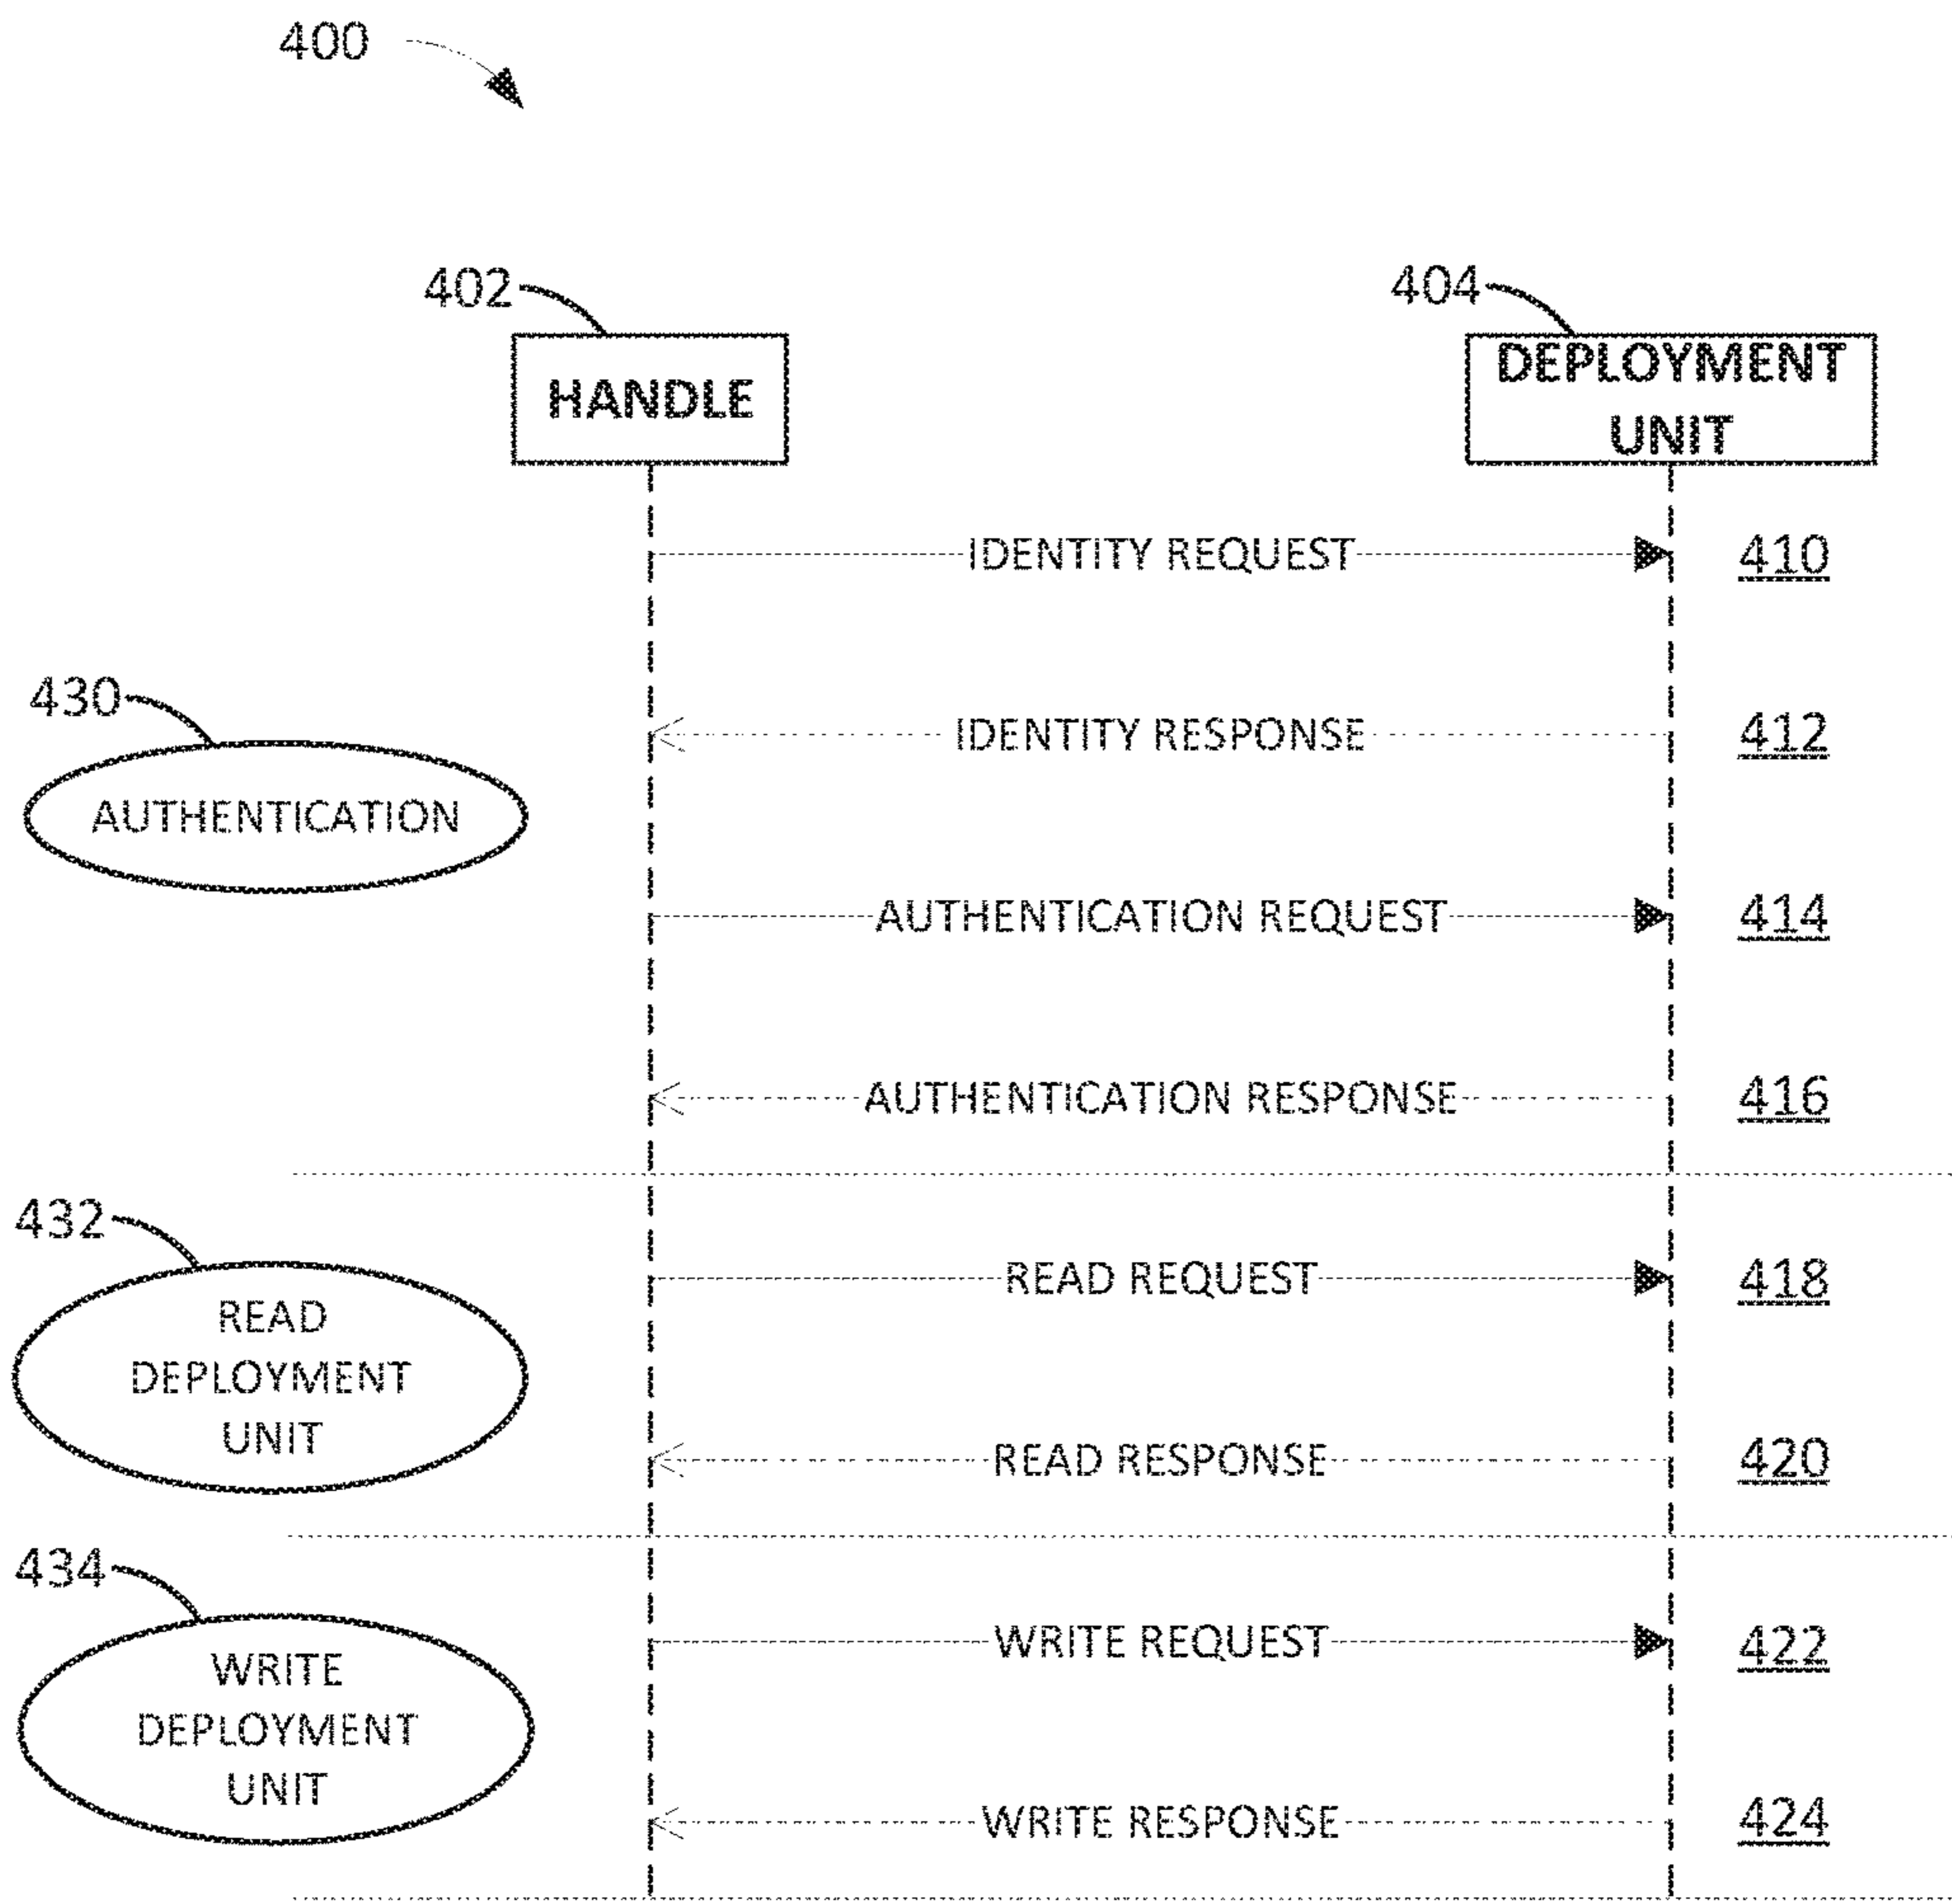 400
402
404
HANDLE
DEPLOYMENT
UNIT
IDENTITY REQUEST
410
430
IDENTITY RESPONSE
412
AUTHENTICATION
AUTHENTICATION REQUEST
414
AUTHENTICATION RESPONSE
416
432
READ REQUEST
418
READ
DEPLOYMENT
UNIT
READ RESPONSE
420
434
WRITE REQUEST
422
WRITE
DEPLOYMENT
UNIT
WRITE RESPONSE
424